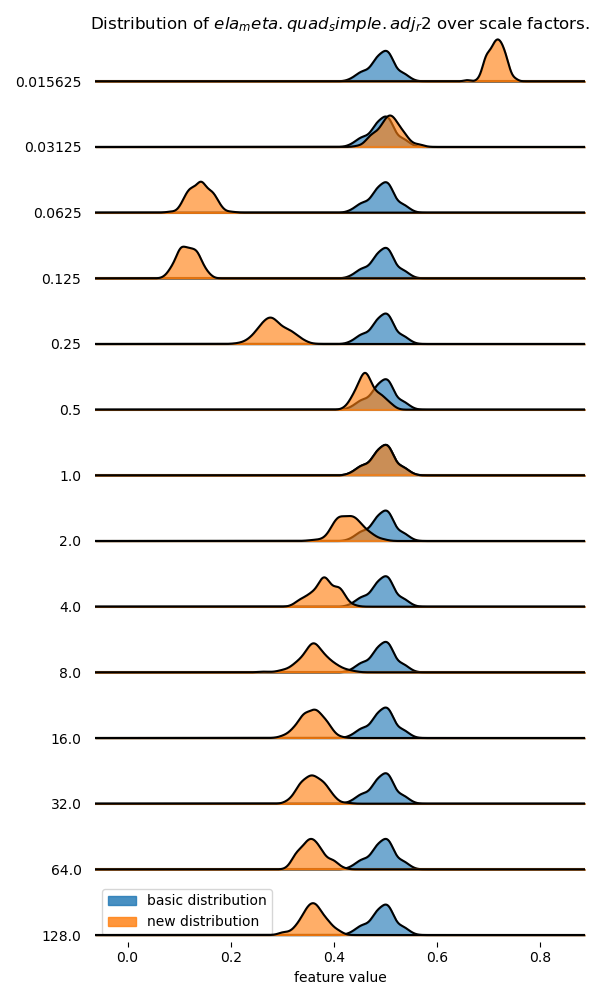 Distribution of ela_meta.quad_simple.adj_r2 over scale factors.
0.015625
0.03125
0.0625
0.125
0.25
0.5
1.0
2.0
4.0
8.0
16.0
32.0
64.0
basic distribution
new distribution
128.0
0.0 0.2 0.4 0.6 0.8
feature value